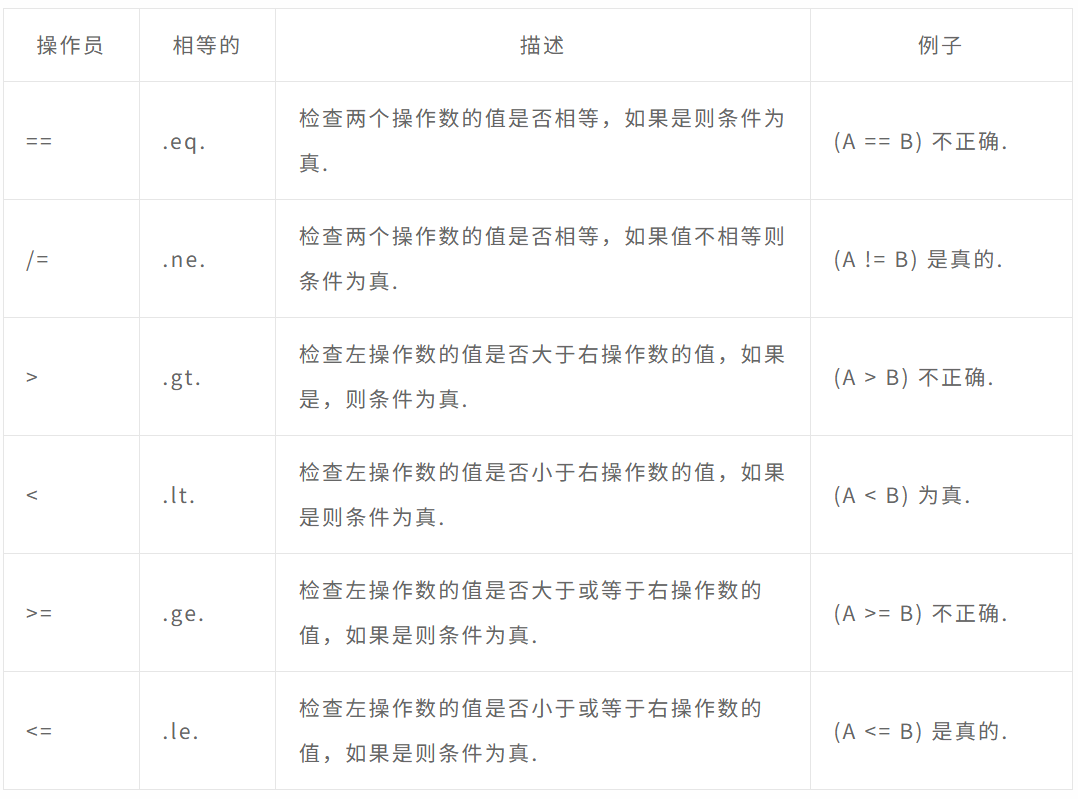 操作员 相等的 描述 例子
检查两个操作数的值是否相等，如果是则条件为
== .eq. (A == B) 不正确.
真.
检查两个操作数的值是否相等，如果值不相等则
/= .ne. (A != B) 是真的.
条件为真.
检查左操作数的值是否大于右操作数的值，如果
> .gt. (A > B) 不正确.
是，则条件为真.
检查左操作数的值是否小于右操作数的值，如果
< .lt. (A < B) 为真.
是则条件为真.
检查左操作数的值是否大于或等于右操作数的
>= .ge. (A >= B) 不正确.
值，如果是则条件为真.
检查左操作数的值是否小于或等于右操作数的
<= .le. (A <= B) 是真的.
值，如果是则条件为真.